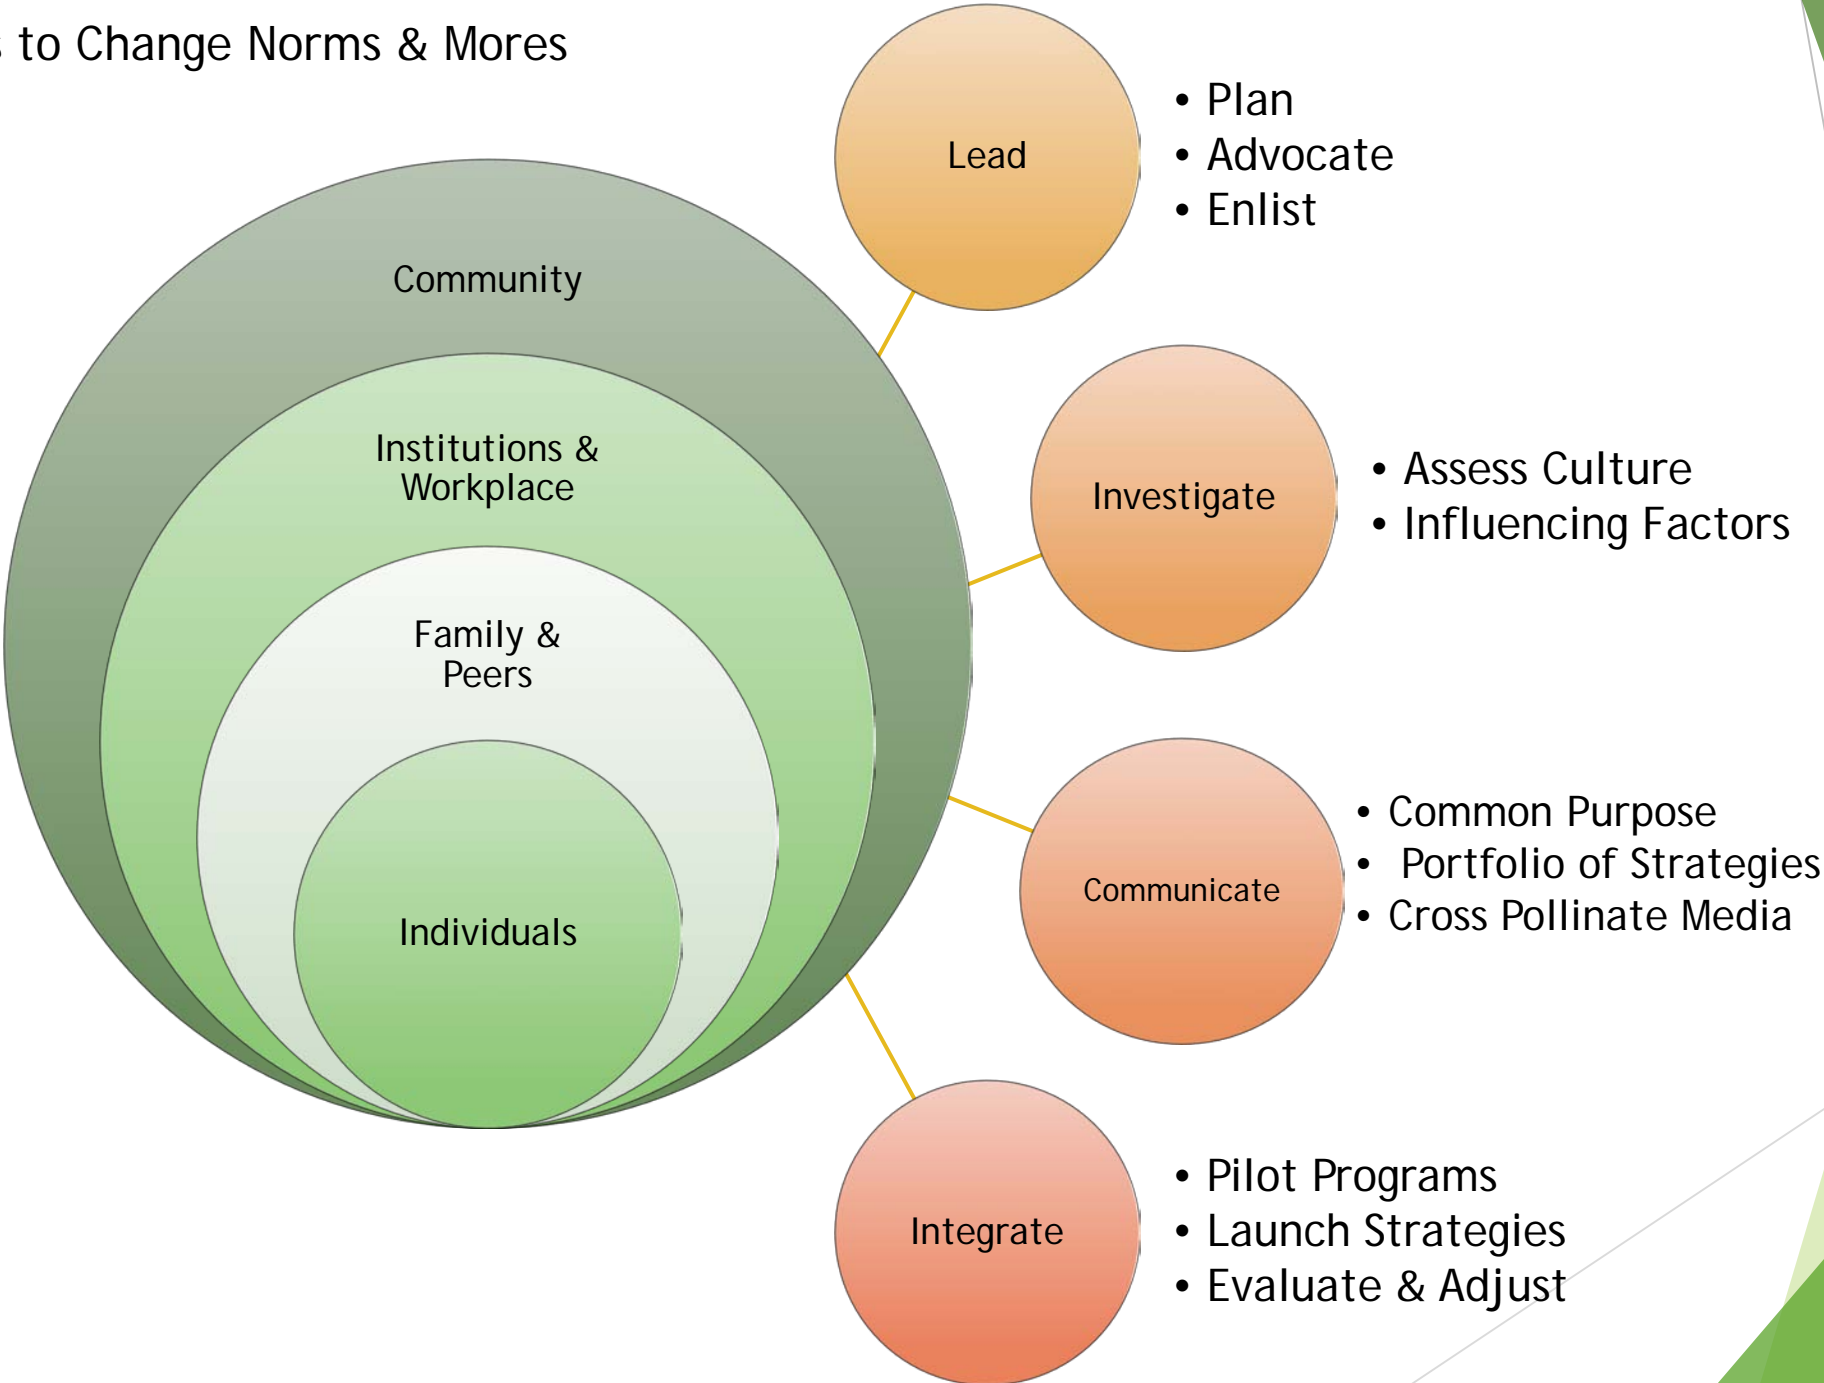 to Change Norms & Mores
Community
Institutions &
Workplace
Family &
Peers
Individuals
Lead
• Plan
• Advocate
• Enlist
Investigate
• Assess Culture
• Influencing Factors
Communicate
• Common Purpose
• Portfolio of Strategies
• Cross Pollinate Media
Integrate
• Pilot Programs
• Launch Strategies
• Evaluate & Adjust